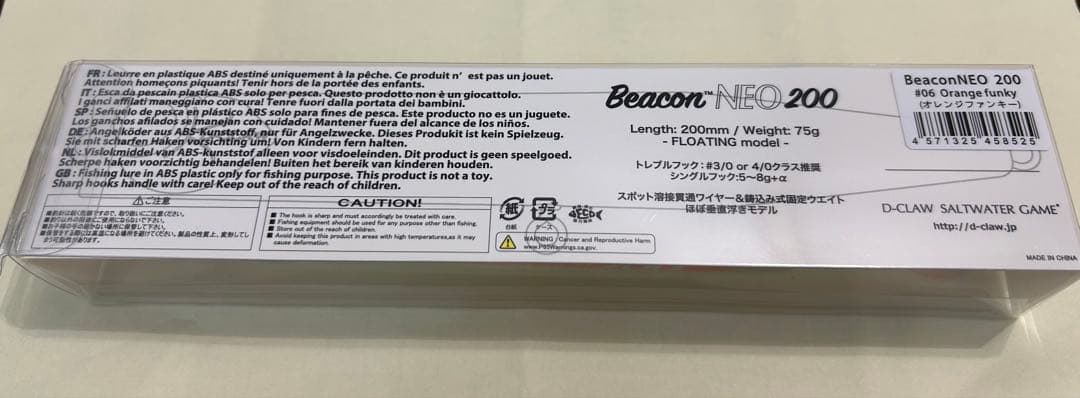 FR : Leurre en plastique ABS destiné uniquement à la pêche. Ce produit n' est pas un jouet.
Attention homeçons piquants! Tenir hors de la portée des enfants.
IT : Esca da pescain plastica ABS solo per pesca. Questo prodotto non è un giocattolo.
I ganci affilati maneggiano con cura! Tenre fuori dalla portata dei bambini.
SP : Señuelo de pesca en plástico ABS solo para fines de pesca. Este producto no es un juguete.
Los ganchos afilados se manejan con cuidado! Mantener fuera del alcance de los niños.
DE : Angelköder aus ABS-Kunststoff, nur für Angelzwecke. Dieses Produkit ist kein Spielzeug.
Sie mit scharfen Haken vorsichtig um! Von Kindern fern halten.
NL : Vislokmiddel van ABS-kunststof alleen voor visdoeleinden. Dit product is geen speelgoed.
Scherpe haken voorzichtig behandelen! Buiten het bereik van kinderen houden.
GB : Fishing lure in ABS plastic only for fishing purpose. This product is not a toy.
Sharp hooks handle with care! Keep out of the reach of children.
⚠ご注意
CAUTION!
■ The hook is sharp and must accordingly be treated with care.
■ Fishing equipment should be used for any purpose other than fishing.
■ Store out of the reach of children.
■ Avoid keeping this product in areas with high temperatures,as it may
cause deformation.
紙
台紙
プラ
ケース
WARNING: Cancer and Reproductive Harm
www.P65Warnings.ca.gov.
Beacon™ NEO 200
Length: 200mm / Weight: 75g
- FLOATING model -
トレブルフック:#3/0 or 4/0クラス推奨
シングルフック:5〜8g+α
スポット溶接貫通ワイヤー&鋳込み式固定ウエイト
ほぼ垂直浮きモデル
BeaconNEO 200
#06 Orange funky
(オレンジファンキー)
4 571325 458525
D-CLAW SALTWATER GAME
http://d-claw.jp
MADE IN CHINA